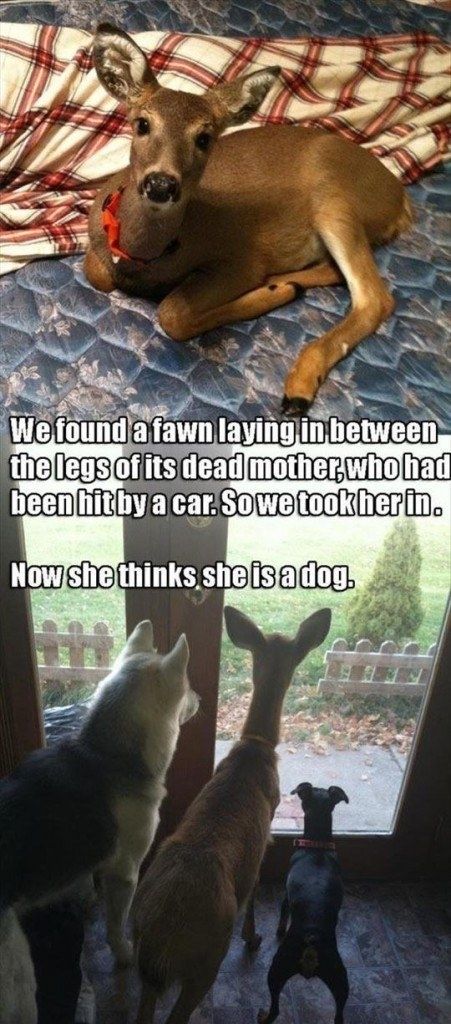 We found a fawn laying in between
the legs of its dead mother, who had
been hit by a car. So we took her in.
Now she thinks she is a dog.